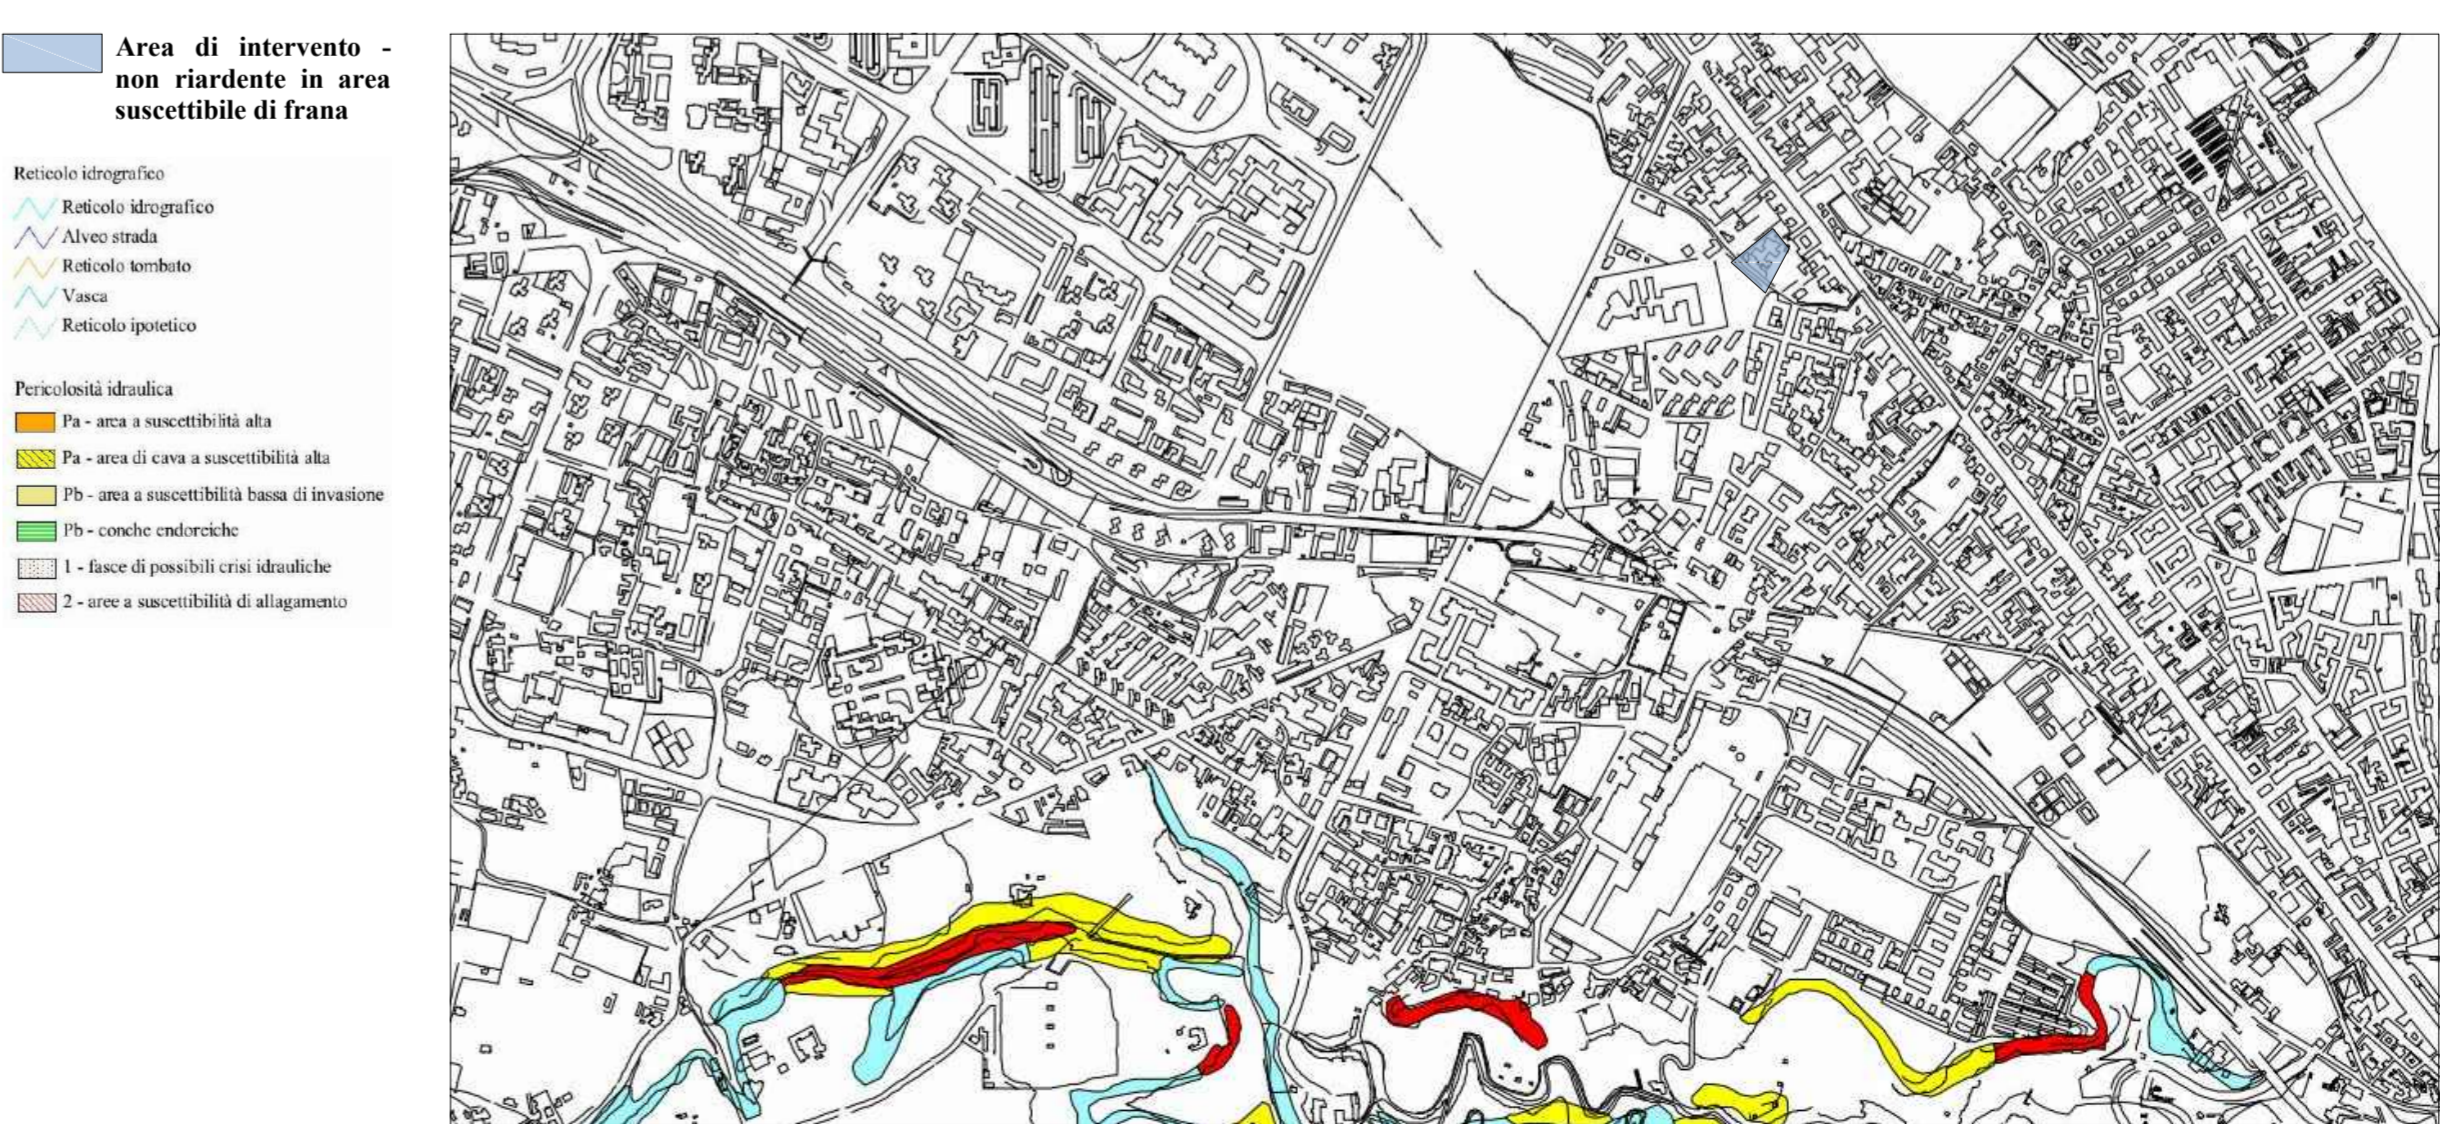 Area di intervento -
non riardente in area
suscettibile di frana
Reticolo idrografico
Reticolo idrografico
Alveo strada
Reticolo tombato
Vasca
Reticolo ipotetico
Pericolosità idraulica
Pa - area a suscettibilità alta
Pa - area di cava a suscettibilità alta
Pb - area a suscettibilità bassa di invasione
Pb - conche endoreiche
1 - fasce di possibili crisi idrauliche
2 - aree a suscettibilità di allagamento